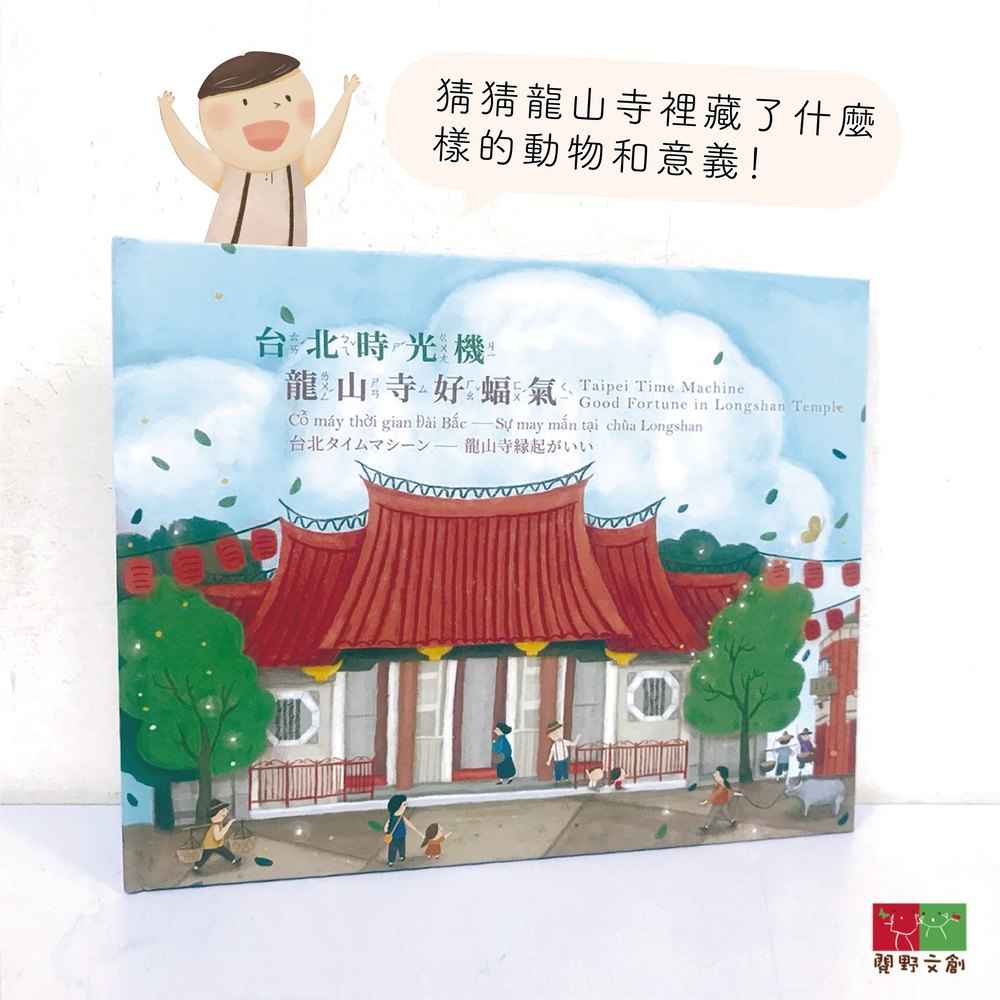 猜猜龍山寺裡藏了什麼
樣的動物和意義!
台北時光機
龍山寺好蝠氣
Taipei Time Machine
Good Fortune in Longshan Temple
Cỗ máy thời gian Đài Bắc — Sự may mắn tại chùa Longshan
台北タイムマシーン — 龍山寺縁起がいい
閱野文創